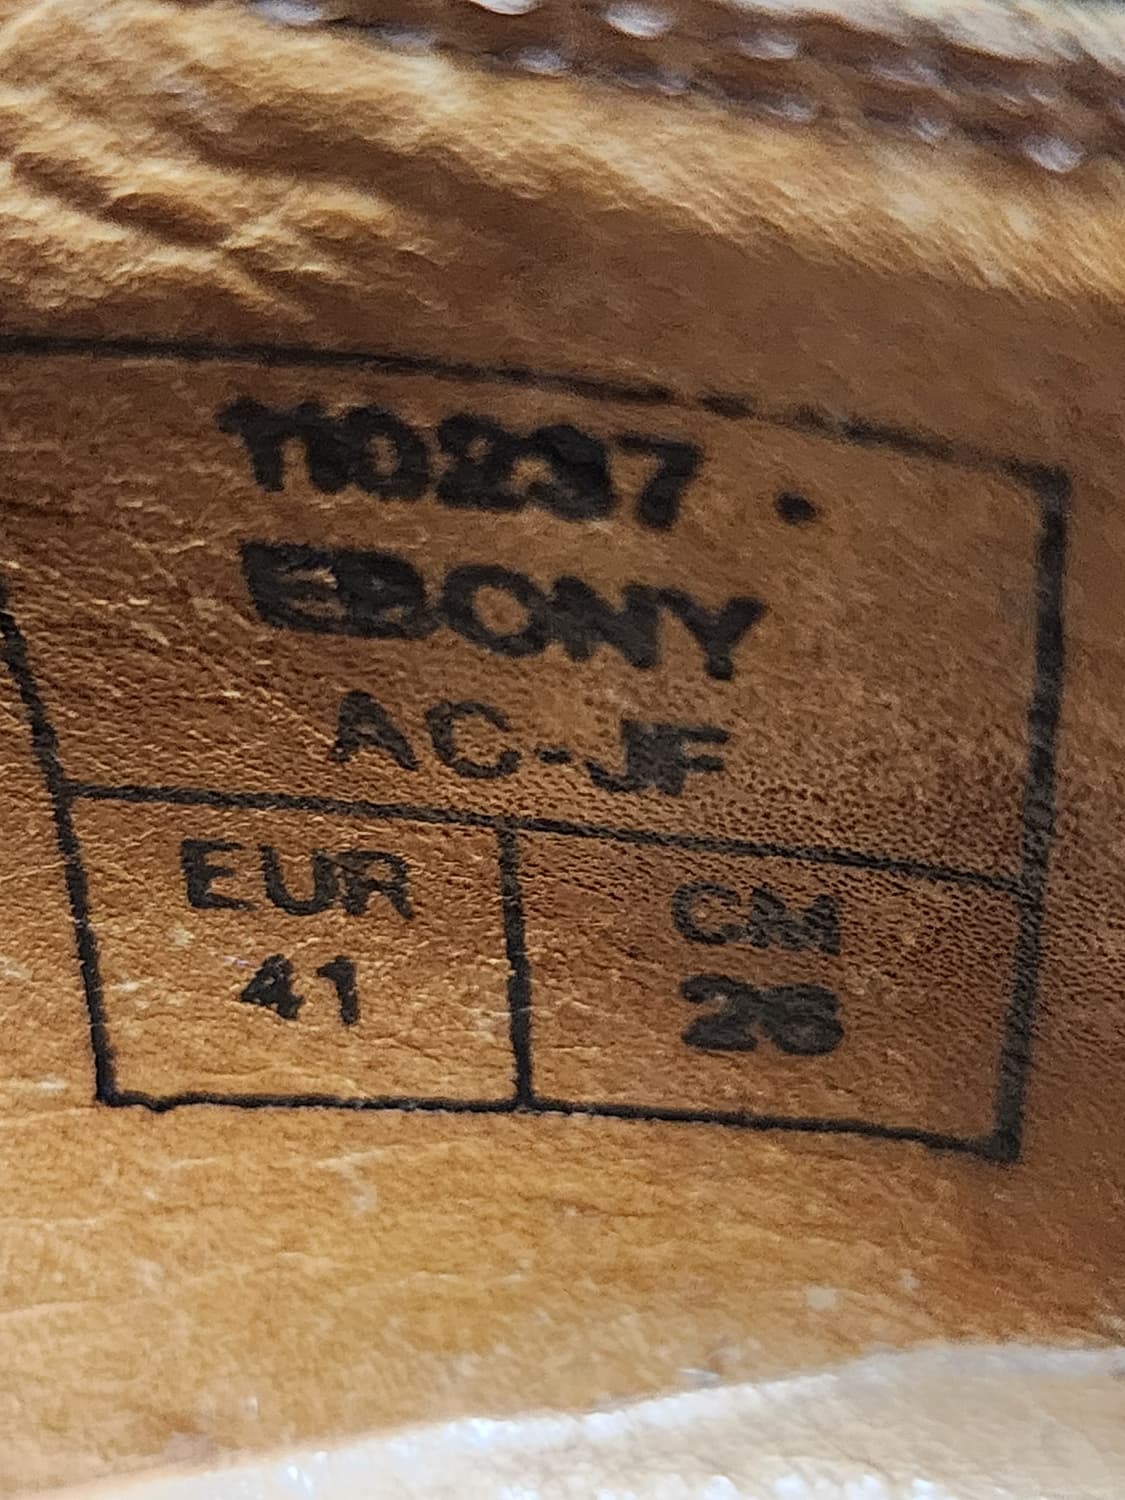 110237 •
EBONY
AC-JF
EUR
41
CM
26